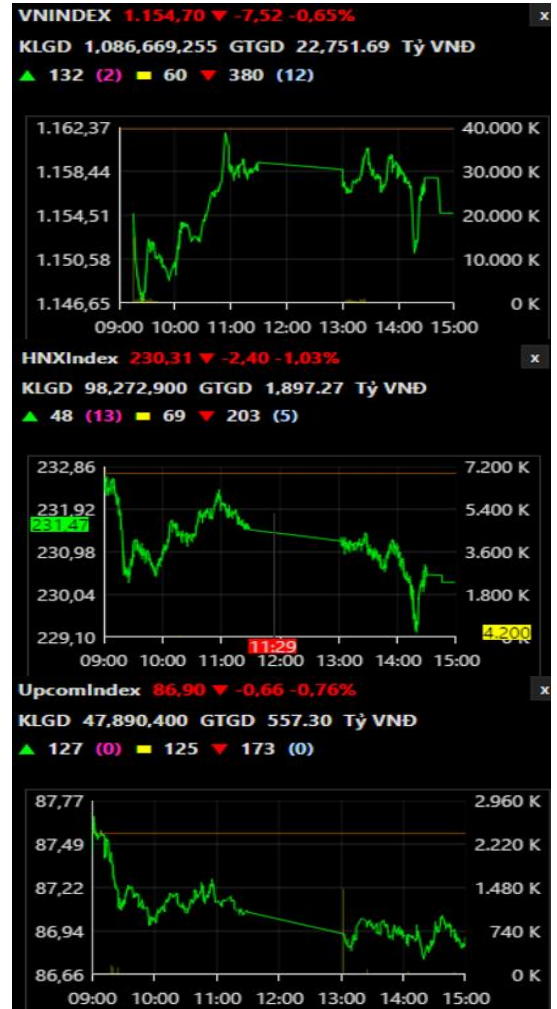 VNINDEX 1.154,70 ▼ -7,52 -0,65% x
KLGD 1,086,669,255 GTGD 22,751.69 Tỷ VNĐ
▲ 132 (2) ▬ 60 ▼ 380 (12)
1.162,37 40.000 K
1.158,44 30.000 K
1.154,51 20.000 K
1.150,58 10.000 K
1.146,65 0 K
09:00 10:00 11:00 12:00 13:00 14:00 15:00
HNXIndex 230,31 ▼ -2,40 -1,03% x
KLGD 98,272,900 GTGD 1,897.27 Tỷ VNĐ
▲ 48 (13) ▬ 69 ▼ 203 (5)
232,86 7.200 K
231,92 5.400 K
231.47
230,98 3.600 K
230,04 1.800 K
4.200
229,10 K
11:29
09:00 10:00 11:00 12:00 13:00 14:00 15:00
UpcomIndex 86,90 ▼ -0,66 -0,76% x
KLGD 47,890,400 GTGD 557.30 Tỷ VNĐ
▲ 127 (0) ▬ 125 ▼ 173 (0)
87,77 2.960 K
87,49 2.220 K
87,22 1.480 K
86,94 740 K
86,66 0 K
09:00 10:00 11:00 12:00 13:00 14:00 15:00